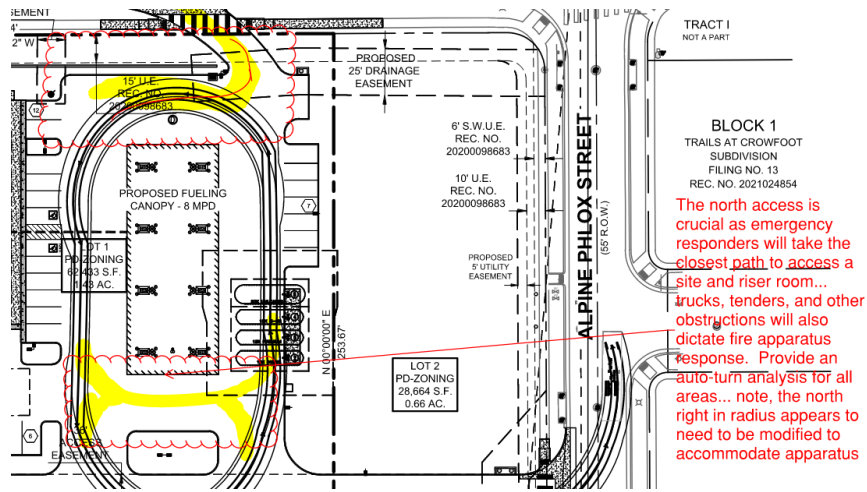 SEMENT
4'
2" W
15' U.E.
REC. NO.
20200098683
12
PROPOSED
25' DRAINAGE
EASEMENT
TRACT I
NOT A PART
6' S.W.U.E.
REC. NO.
20200098683
10' U.E.
REC. NO.
20200098683
BLOCK 1
TRAILS AT CROWFOOT
SUBDIVISION
FILING NO. 13
REC. NO. 2021024854
PROPOSED FUELING
CANOPY - 8 MPD
7
LOT 1
PD-ZONING
62,433 S.F.
1.43 AC.
PROPOSED
5' UTILITY
EASEMENT
ALPINE PHLOX STREET
(55' R.O.W.)
N 00°00'00" E
253.67'
LOT 2
PD-ZONING
28,664 S.F.
0.66 AC.
6
ACCESS
EASEMENT
The north access is
crucial as emergency
responders will take the
closest path to access a
site and riser room...
trucks, tenders, and other
obstructions will also
dictate fire apparatus
response. Provide an
auto-turn analysis for all
areas... note, the north
right in radius appears to
need to be modified to
accommodate apparatus